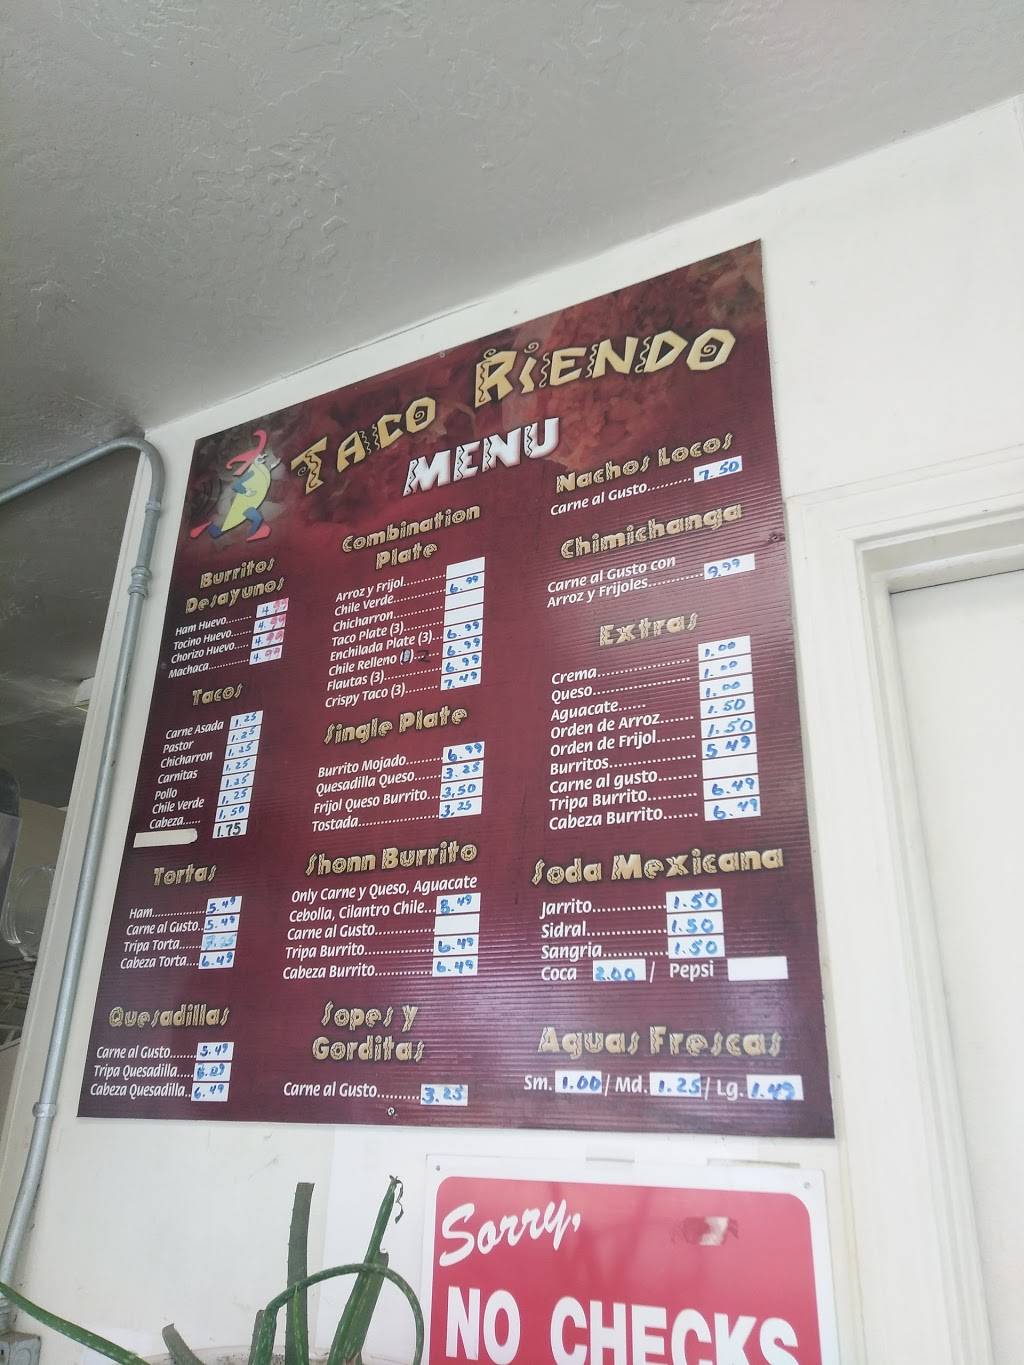 TACO RIENDO
MENU
Burritos
Desayunos
Ham Huevo....... 4.99
Tocino Huevo...... 4.99
Chorizo Huevo.... 4.99
Machaca............. 4.99
Tacos
Carne Asada 1.25
Pastor 1.25
Chicharron 1.25
Carnitas 1.25
Pollo 1.25
Chile Verde 1.50
Cabeza...... 1.75
Tortas
Ham................ 5.49
Carne al Gusto.. 5.49
Tripa Torta.......
Cabeza Torta.... 6.49
Quesadillas
Carne al Gusto....... 5.49
Tripa Quesadilla.....
Cabeza Quesadilla.. 6.49
Combination
Plate
Arroz y Frijol............
Chile Verde............... 6.99
Chicharron...............
Taco Plate (3)............
Enchilada Plate (3)... 6.99
Chile Relleno 2 6.99
Flautas (3)................ 6.99
Crispy Taco (3)......... 7.49
Single Plate
Burrito Mojado......... 6.99
Quesadilla Queso...... 3.25
Frijol Queso Burrito... 3.50
Tostada.................... 3.25
Shonn Burrito
Only Carne y Queso, Aguacate
Cebolla, Cilantro Chile...
Carne al Gusto..............
Tripa Burrito................ 6.49
Cabeza Burrito............. 6.49
Sopes y
Gorditas
Carne al Gusto.......... 3.25
Nachos Locos
Carne al Gusto.......... 7.50
Chimichanga
Carne al Gusto con
Arroz y Frijoles............ 9.99
Extras
Crema...................... 1.00
Queso....................... 1.00
Aguacate...... 1.00
Orden de Arroz....... 1.50
Orden de Frijol........ 1.50
Burritos.................... 5.49
Carne al gusto.........
Tripa Burrito............ 6.49
Cabeza Burrito....... 6.49
Soda Mexicana
Jarrito............... 1.50
Sidral................ 1.50
Sangria............. 1.50
Coca 2.00 / Pepsi
Aguas Frescas
Sm. 1.00 / Md. 1.25 / Lg. 1.49
Sorry,
NO CHECKS